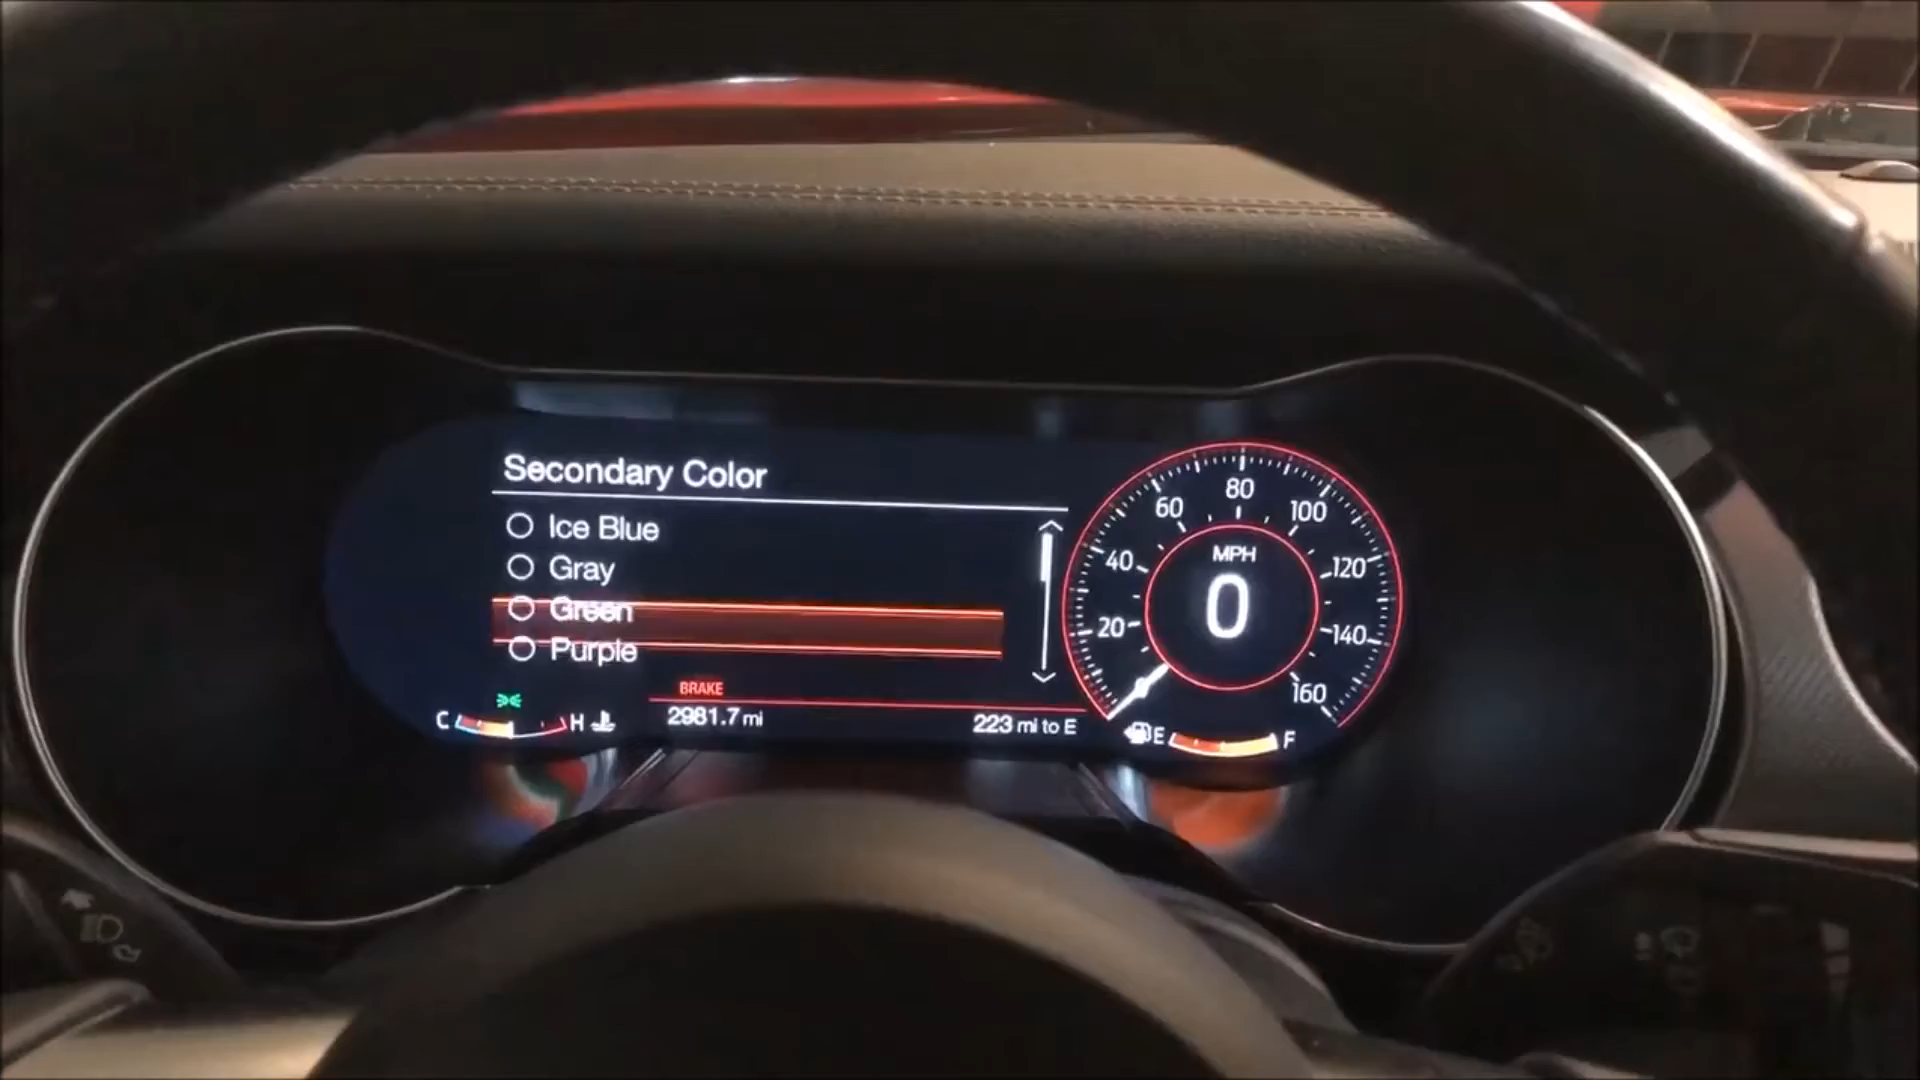 Secondary Color
Ice Blue
Gray
Green
Purple
BRAKE
C H
2981.7 mi
223 mi to E
E F
MPH
0
20
40
60
80
100
120
140
160